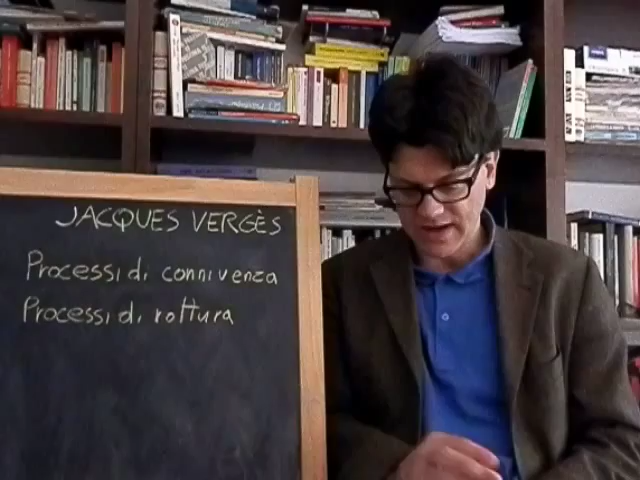 JACQUES VERGÈS
Processi di connivenza
Processi di rottura